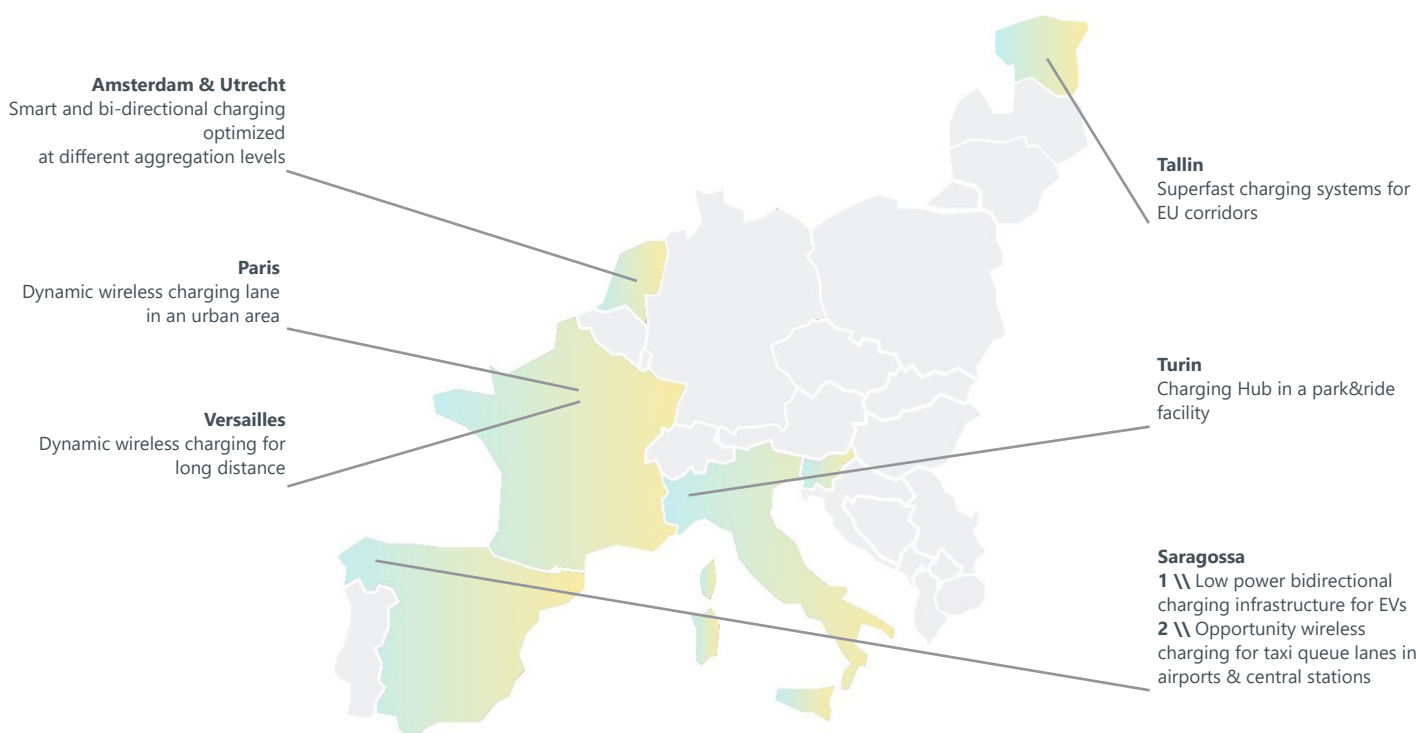 Amsterdam & Utrecht
Smart and bi-directional charging
optimized
at different aggregation levels
Paris
Dynamic wireless charging lane
in an urban area
Versailles
Dynamic wireless charging for
long distance
Tallin
Superfast charging systems for
EU corridors
Turin
Charging Hub in a park&ride
facility
Saragossa
1 \\ Low power bidirectional
charging infrastructure for EVs
2 \\ Opportunity wireless
charging for taxi queue lanes in
airports & central stations